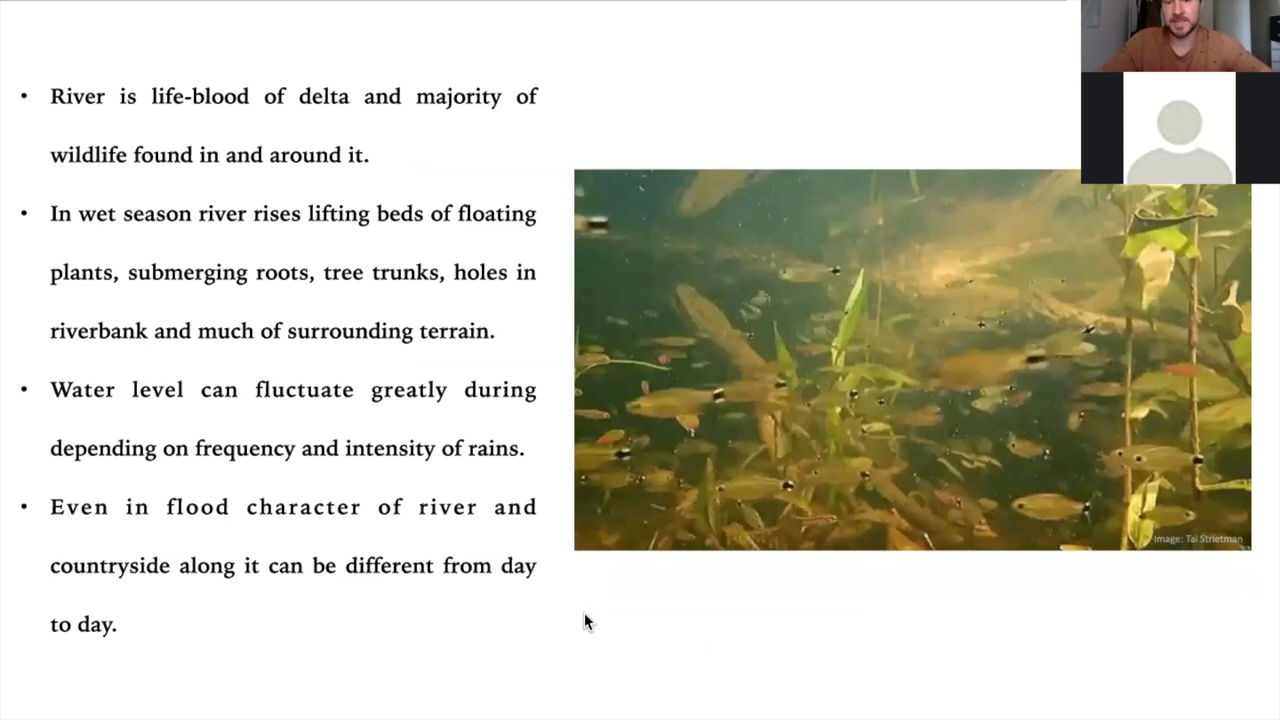 • River is life-blood of delta and majority of
wildlife found in and around it.
• In wet season river rises lifting beds of floating
plants, submerging roots, tree trunks, holes in
riverbank and much of surrounding terrain.
• Water level can fluctuate greatly during
depending on frequency and intensity of rains.
• Even in flood character of river and
countryside along it can be different from day
to day.
Image: Tai Strietman